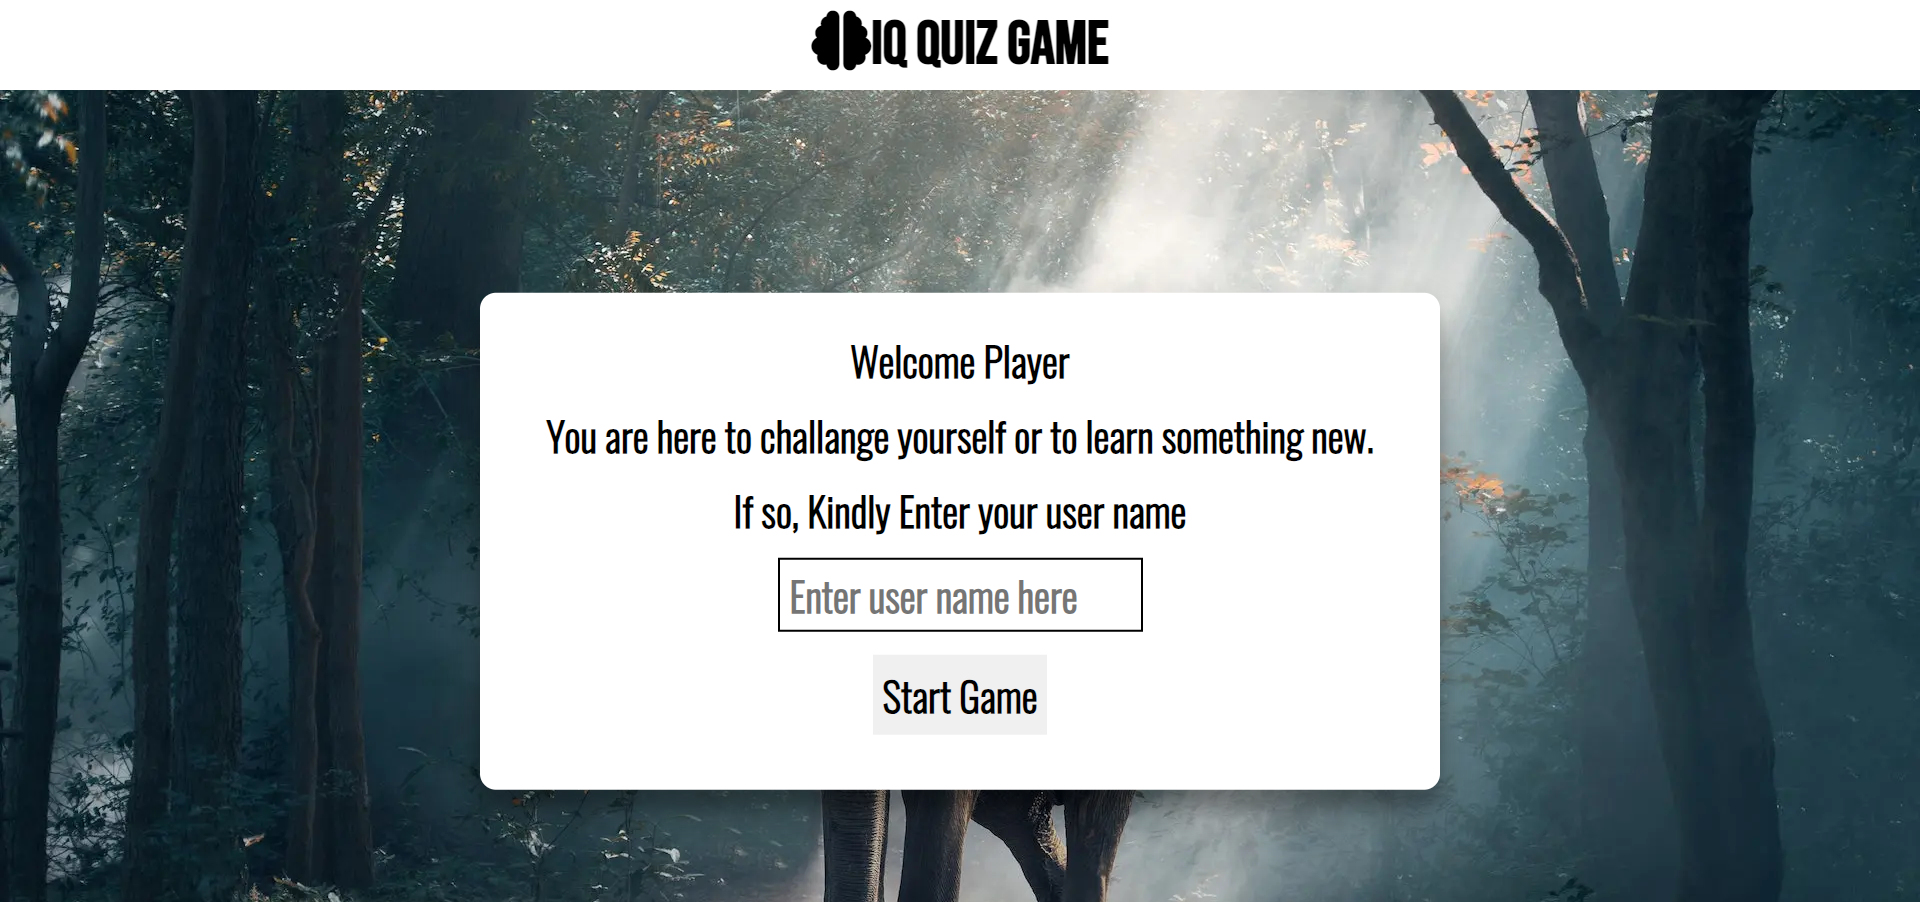 IQ QUIZ GAME
Welcome Player
You are here to challange yourself or to learn something new.
If so, Kindly Enter your user name
Enter user name here
Start Game